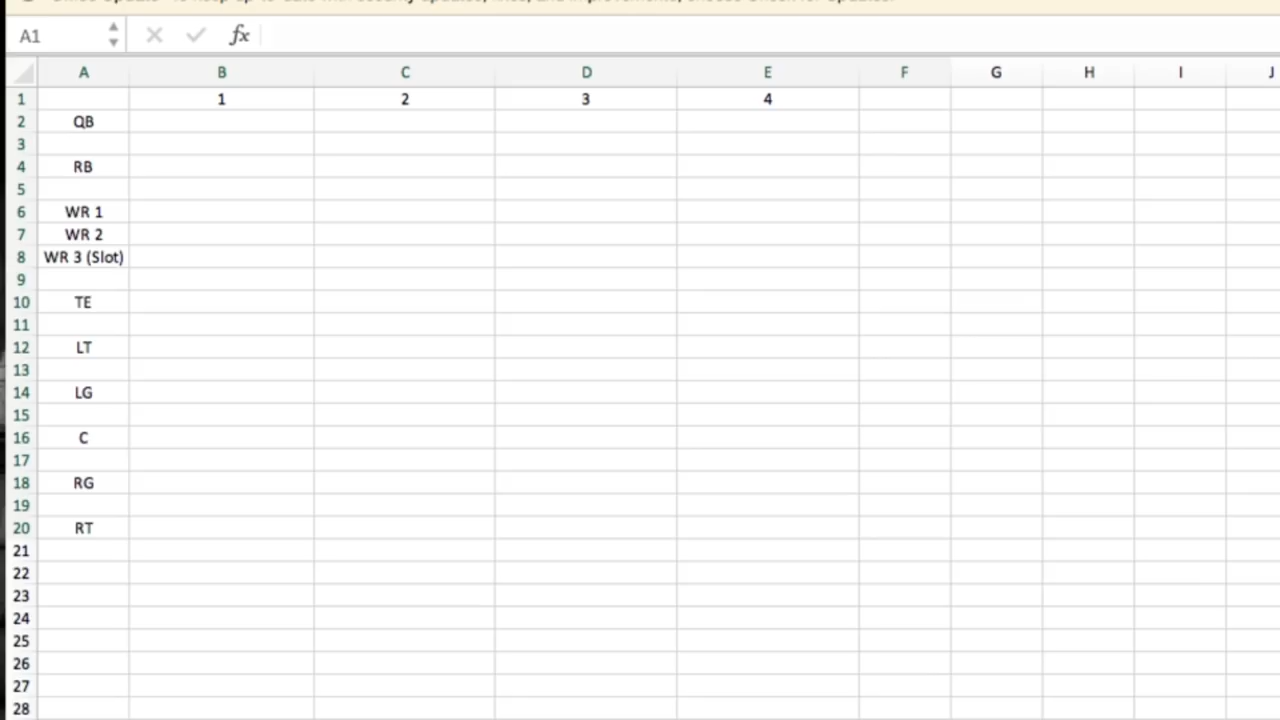 A1 fx
A B C D E F G H I J
1 1 2 3 4
2 QB
3
4 RB
5
6 WR 1
7 WR 2
8 WR 3 (Slot)
9
10 TE
11
12 LT
13
14 LG
15
16 C
17
18 RG
19
20 RT
21
22
23
24
25
26
27
28